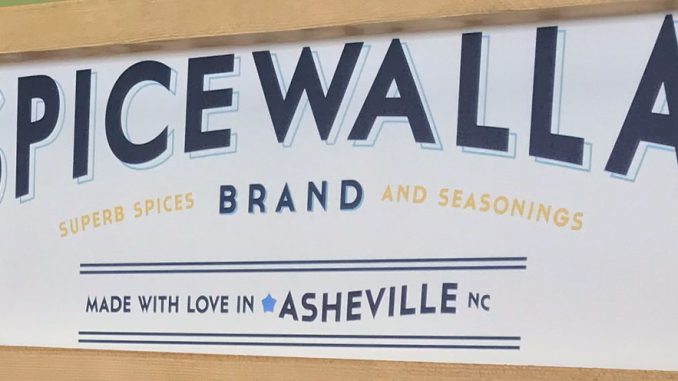 SPICEWALLA
SUPERB SPICES BRAND AND SEASONINGS
MADE WITH LOVE IN ASHEVILLE NC